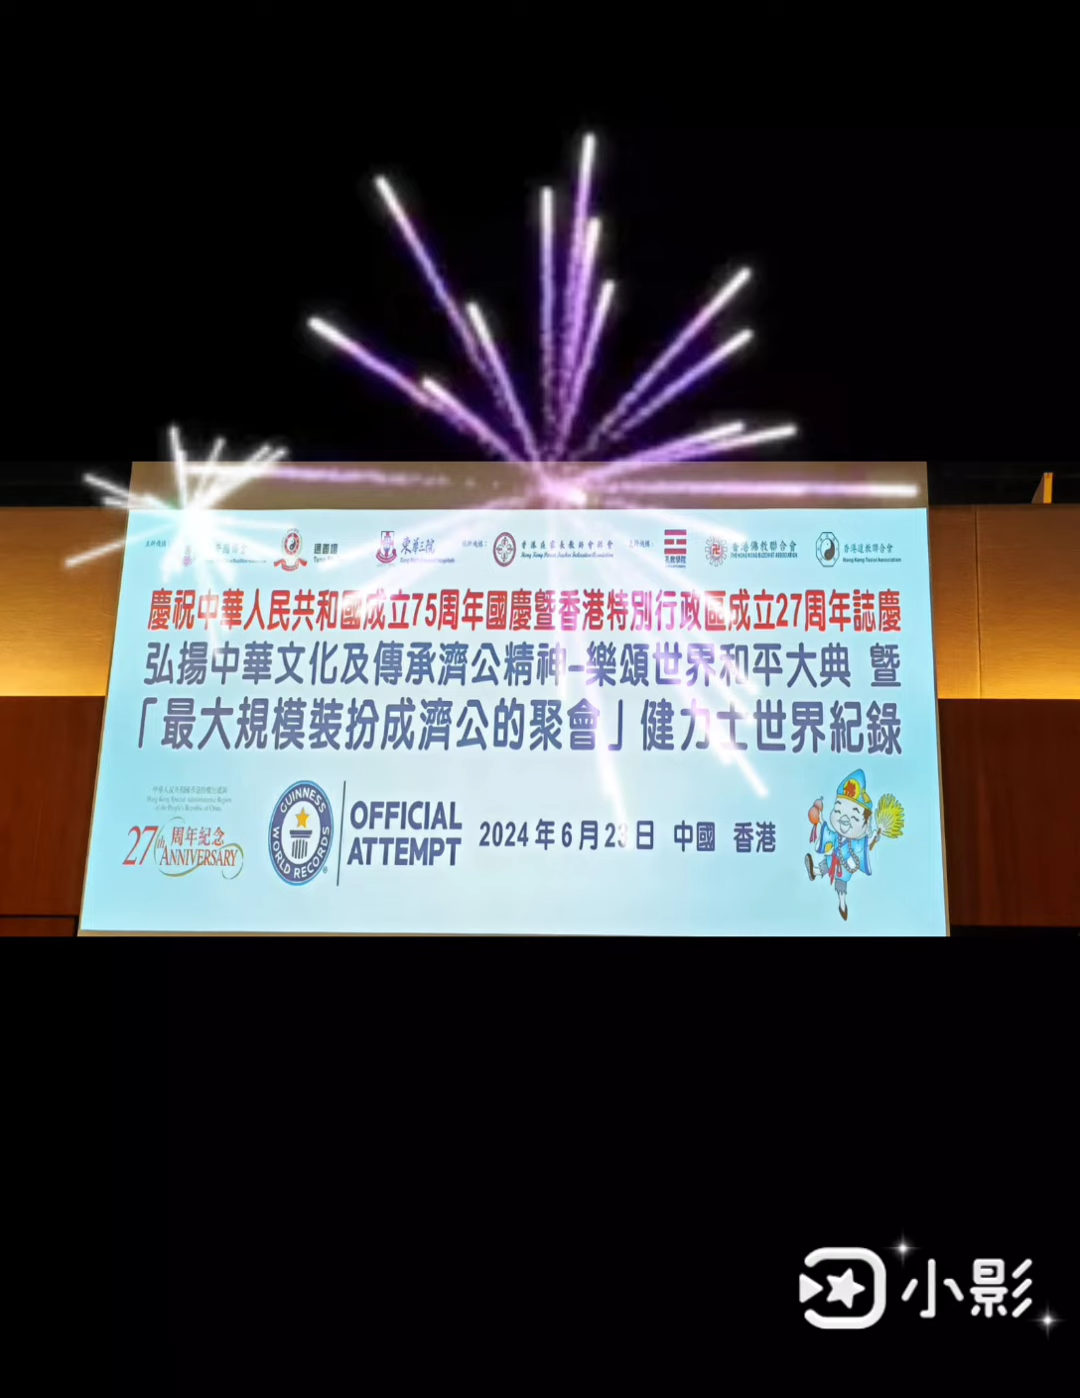 東華三院
香港佛教聯合會
香港道教聯合會
慶祝中華人民共和國成立75周年國慶暨香港特別行政區成立27周年誌慶
弘揚中華文化及傳承濟公精神-樂頌世界和平大典 暨
「最大規模裝扮成濟公的聚會」健力士世界紀錄
27th 周年紀念
ANNIVERSARY
GUINNESS
WORLD RECORDS
OFFICIAL
ATTEMPT
2024年6月23日 中國 香港
小影